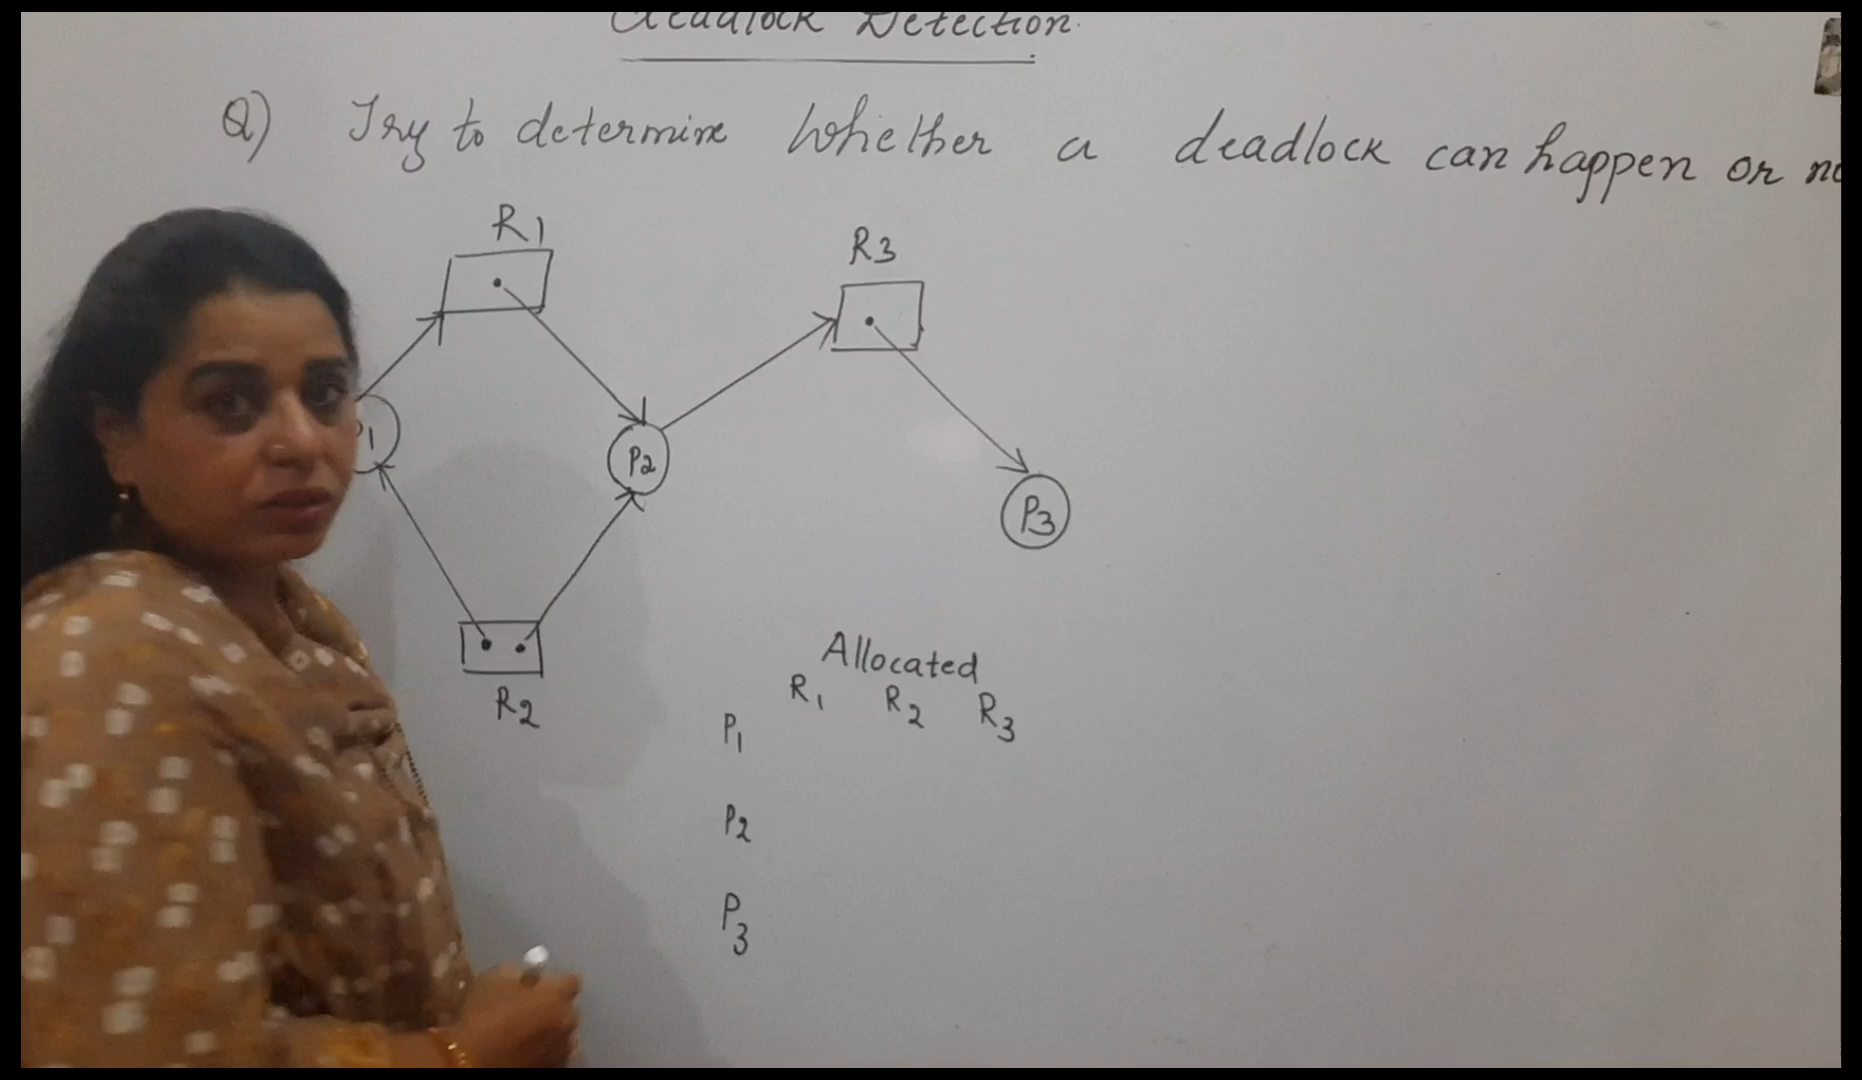 Deadlock Detection.
Q) Try to determine whether a deadlock can happen or
R1
R3
P1
P2
P3
R2
Allocated
R1 R2 R3
P1
P2
P3